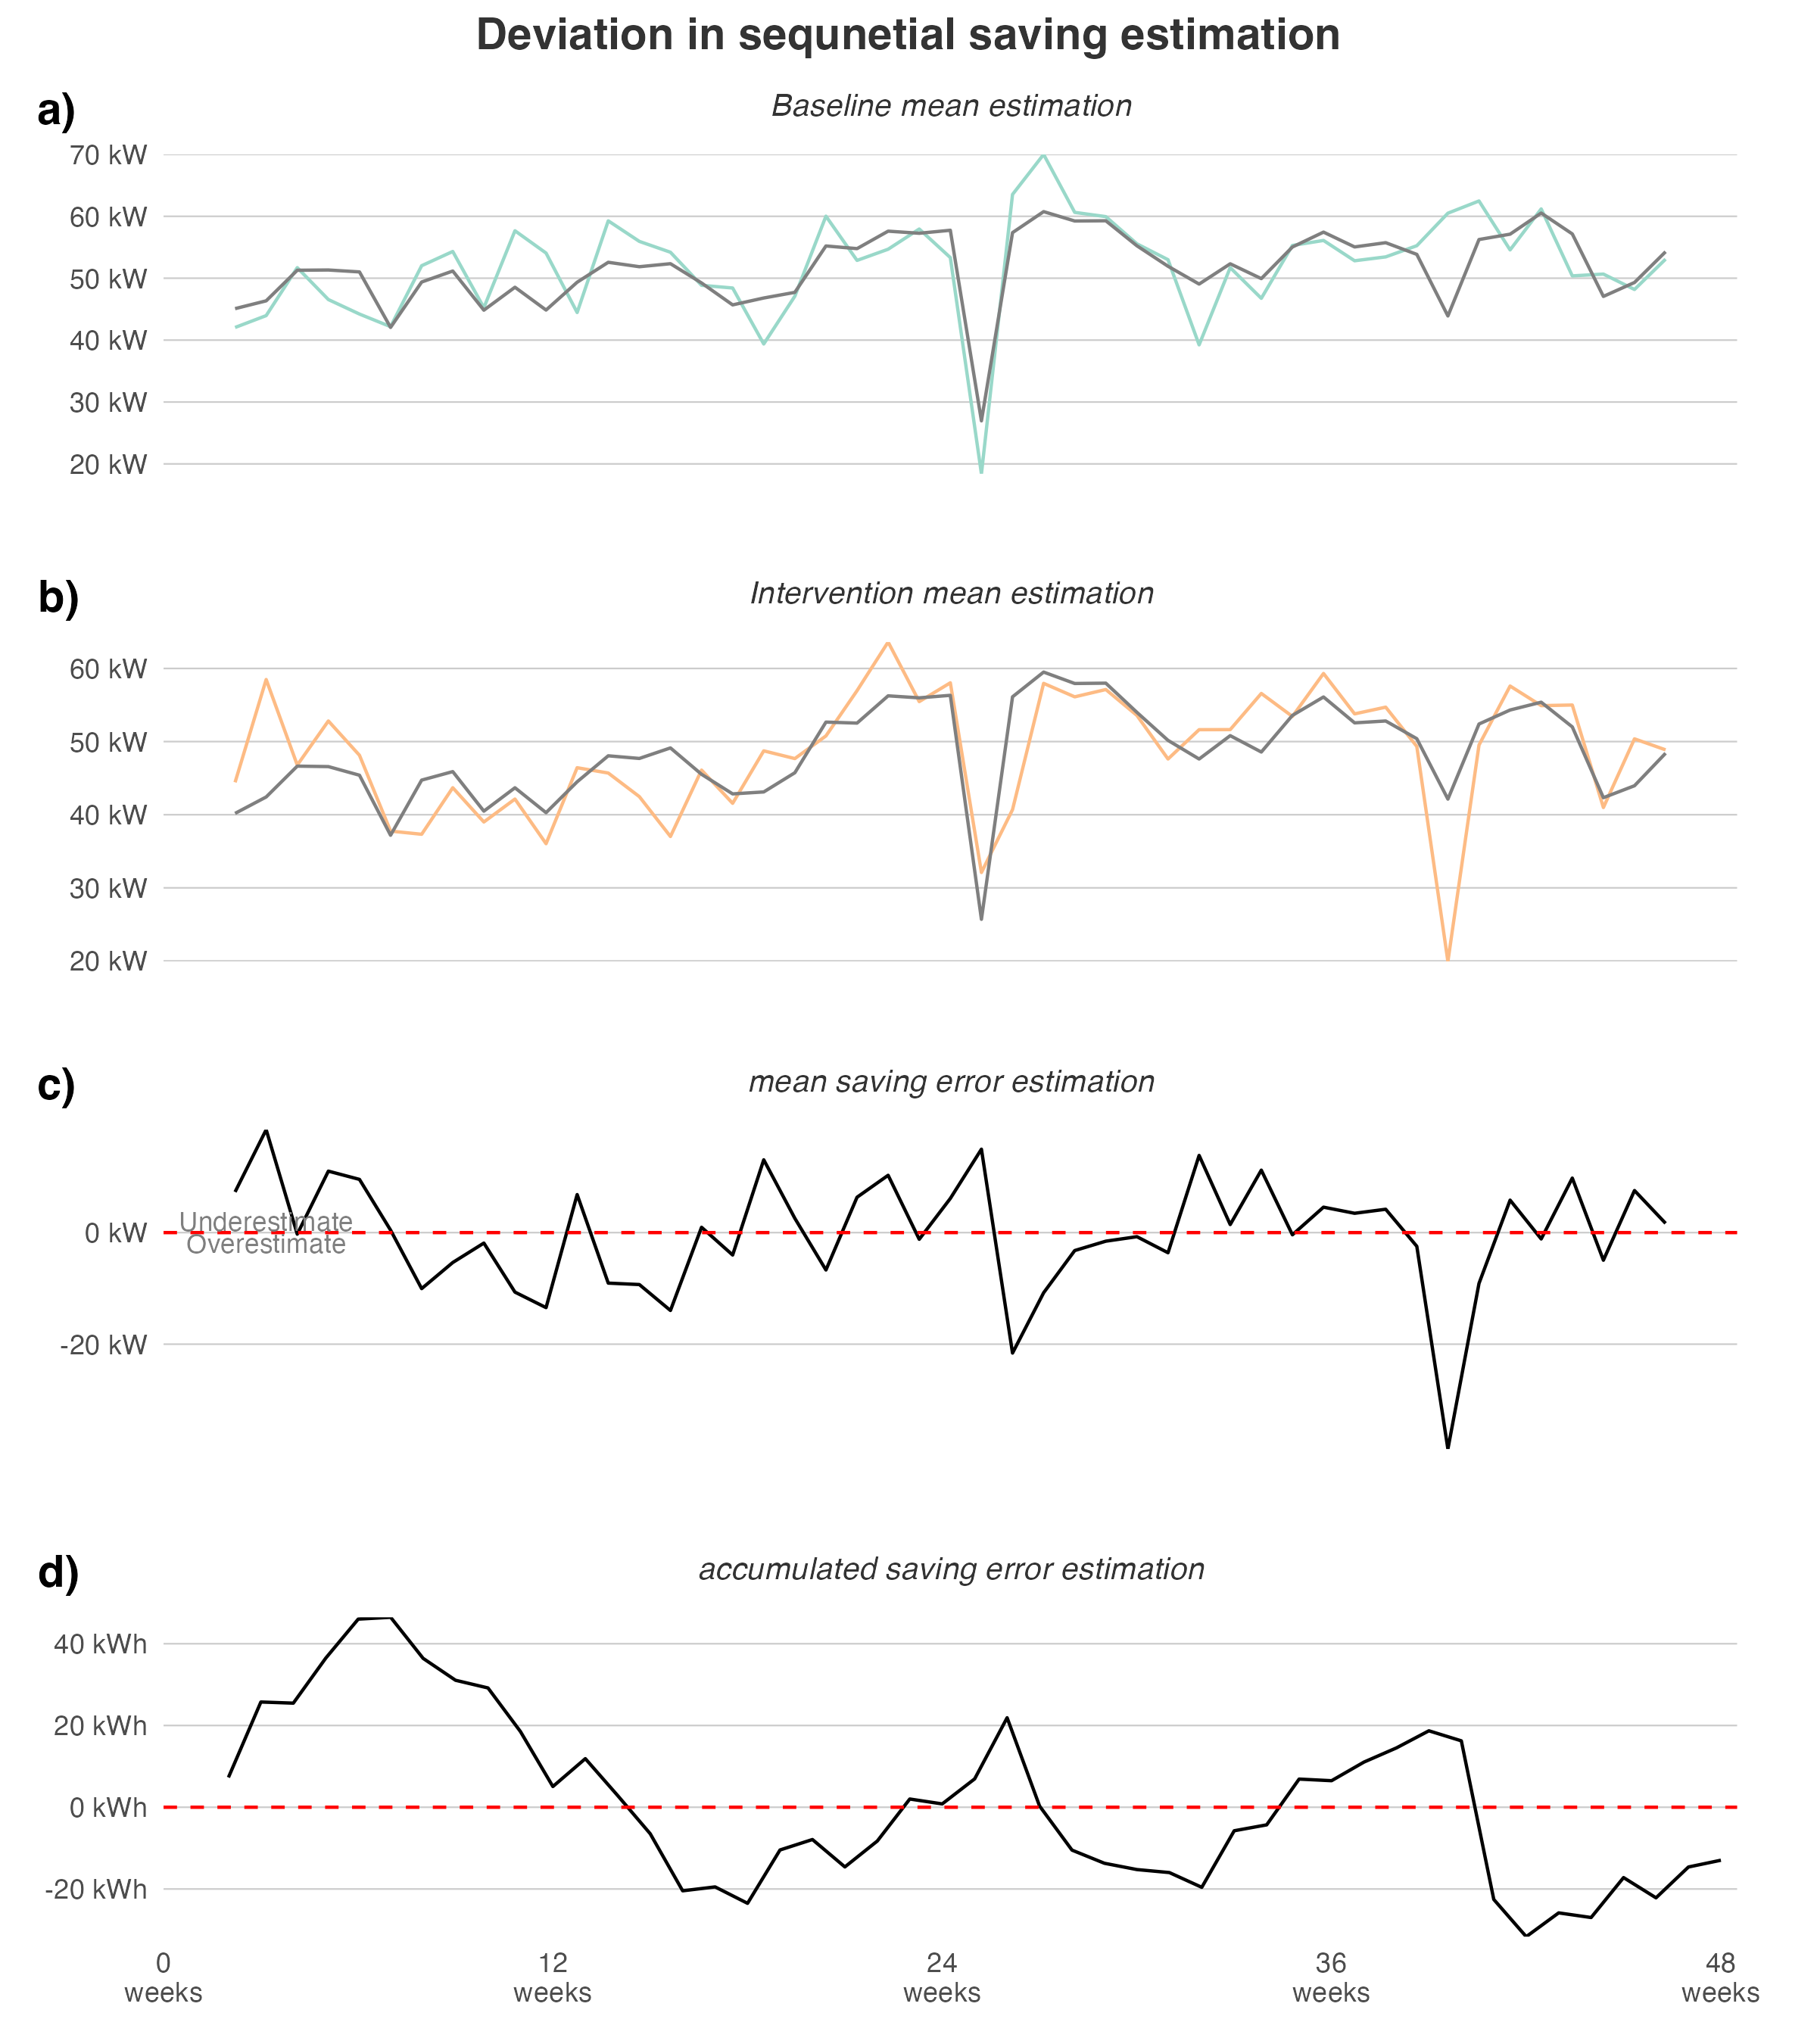 Deviation in sequnetial saving estimation
a)
Baseline mean estimation
70 kW
60 kW
50 kW
40 kW
30 kW
20 kW
b)
Intervention mean estimation
60 kW
50 kW
40 kW
30 kW
20 kW
c)
mean saving error estimation
Underestimate
0 kW
Overestimate
-20 kW
d)
accumulated saving error estimation
40 kWh
20 kWh
0 kWh
-20 kWh
0 12 24 36 48
weeks weeks weeks weeks weeks